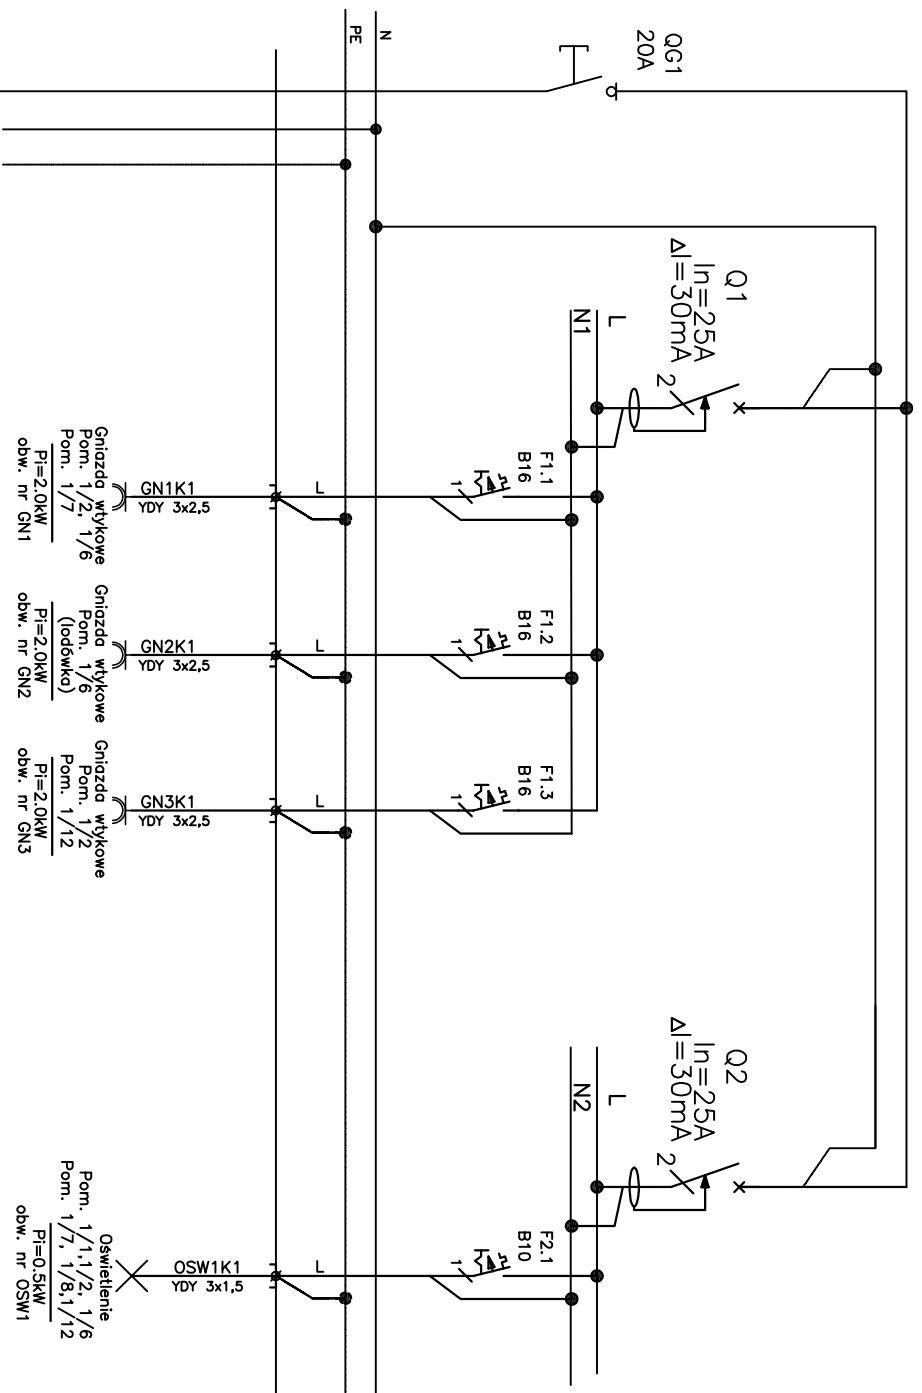 QG1
20A
N
PE
Q1
In=25A
ΔI=30mA
2
L
N1
F1.1
B16
1
L
GN1K1
YDY 3x2,5
Gniazda wtykowe
Pom. 1/2, 1/6
Pom. 1/7
Pi=2.0kW
obw. nr GN1
F1.2
B16
1
L
GN2K1
YDY 3x2,5
Gniazda wtykowe
Pom. 1/6
(lodówka)
Pi=2.0kW
obw. nr GN2
F1.3
B16
1
L
GN3K1
YDY 3x2,5
Gniazda wtykowe
Pom. 1/2
Pom. 1/12
Pi=2.0kW
obw. nr GN3
Q2
In=25A
ΔI=30mA
2
L
N2
F2.1
B10
1
L
OSW1K1
YDY 3x1,5
Oświetlenie
Pom. 1/1,1/2, 1/6
Pom. 1/7, 1/8,1/12
Pi=0.5kW
obw. nr OSW1